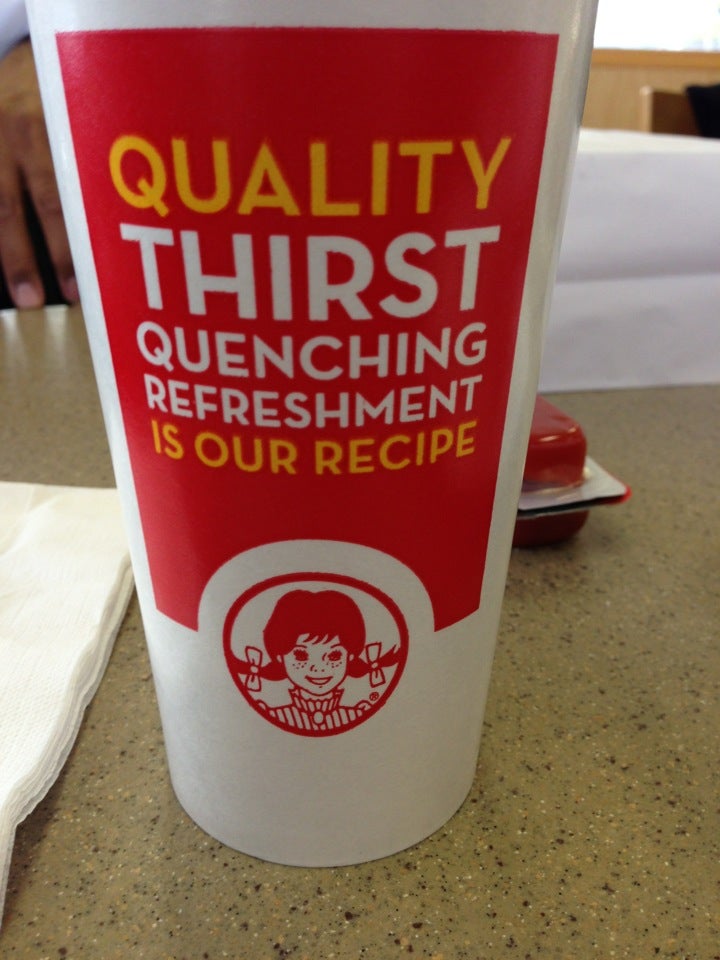 QUALITY
THIRST
QUENCHING
REFRESHMENT
IS OUR RECIPE
®